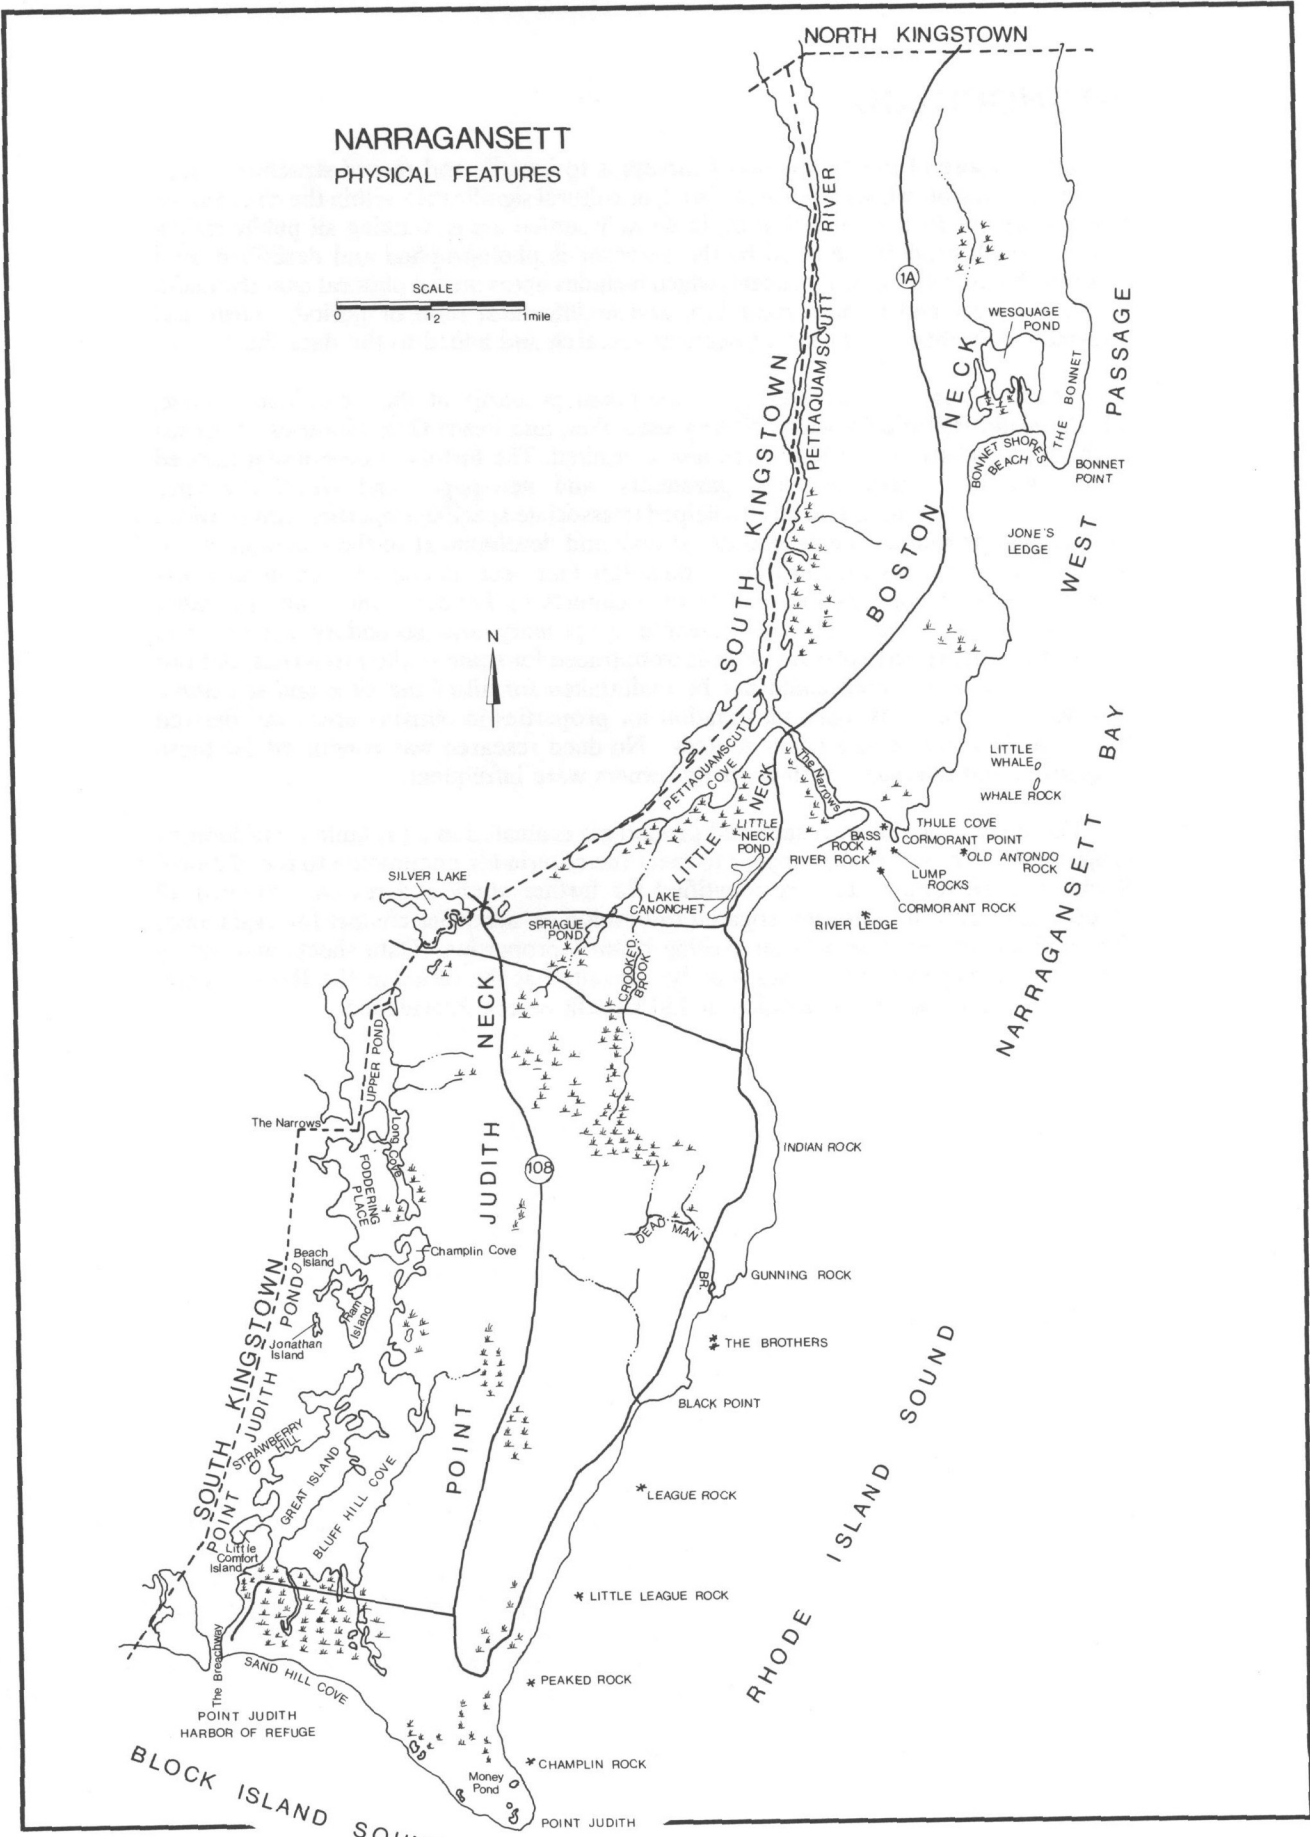 NORTH KINGSTOWN
NARRAGANSETT
PHYSICAL FEATURES
SCALE
0 12 1mile
PETTAQUAMSCUTT RIVER
1A
WESQUAGE
POND
THE BONNET
BONNET SHORES
BEACH
BONNET
POINT
WEST PASSAGE
JONE'S
LEDGE
BOSTON NECK
SOUTH KINGSTOWN
N
PETTAQUAMSCUTT
COVE
The Narrows
LITTLE NECK
LITTLE
NECK
POND
LITTLE
WHALE
WHALE ROCK
NARRAGANSETT BAY
THULE COVE
BASS
ROCK
CORMORANT POINT
RIVER ROCK
OLD ANTONDO
ROCK
LUMP
ROCKS
CORMORANT ROCK
RIVER LEDGE
LAKE
CANONCHET
SILVER LAKE
SPRAGUE
POND
CROOKED
BROOK
UPPER POND
The Narrows
Long Cove
FODDERING
PLACE
POINT JUDITH NECK
108
INDIAN ROCK
DEAD MAN BR.
GUNNING ROCK
THE BROTHERS
BLACK POINT
Champlin Cove
Beach
Island
Ram
Island
Jonathan
Island
SOUTH KINGSTOWN
POINT JUDITH POND
STRAWBERRY
HILL
GREAT ISLAND
BLUFF HILL COVE
Little
Comfort
Island
LEAGUE ROCK
LITTLE LEAGUE ROCK
RHODE ISLAND SOUND
The Breachway
SAND HILL COVE
PEAKED ROCK
POINT JUDITH
HARBOR OF REFUGE
CHAMPLIN ROCK
Money
Pond
POINT JUDITH
BLOCK ISLAND